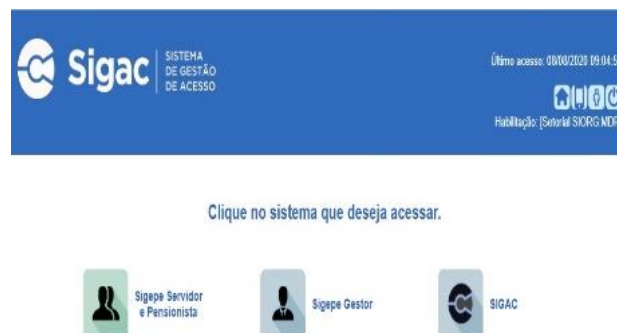 Sigac
SISTEMA
DE GESTÃO
DE ACESSO
Último acesso: 08/08/2020 09:04:5
Habilitação: [Setorial SIORG MDR
Clique no sistema que deseja acessar.
Sigepe Servidor
e Pensionista
Sigepe Gestor
SIGAC